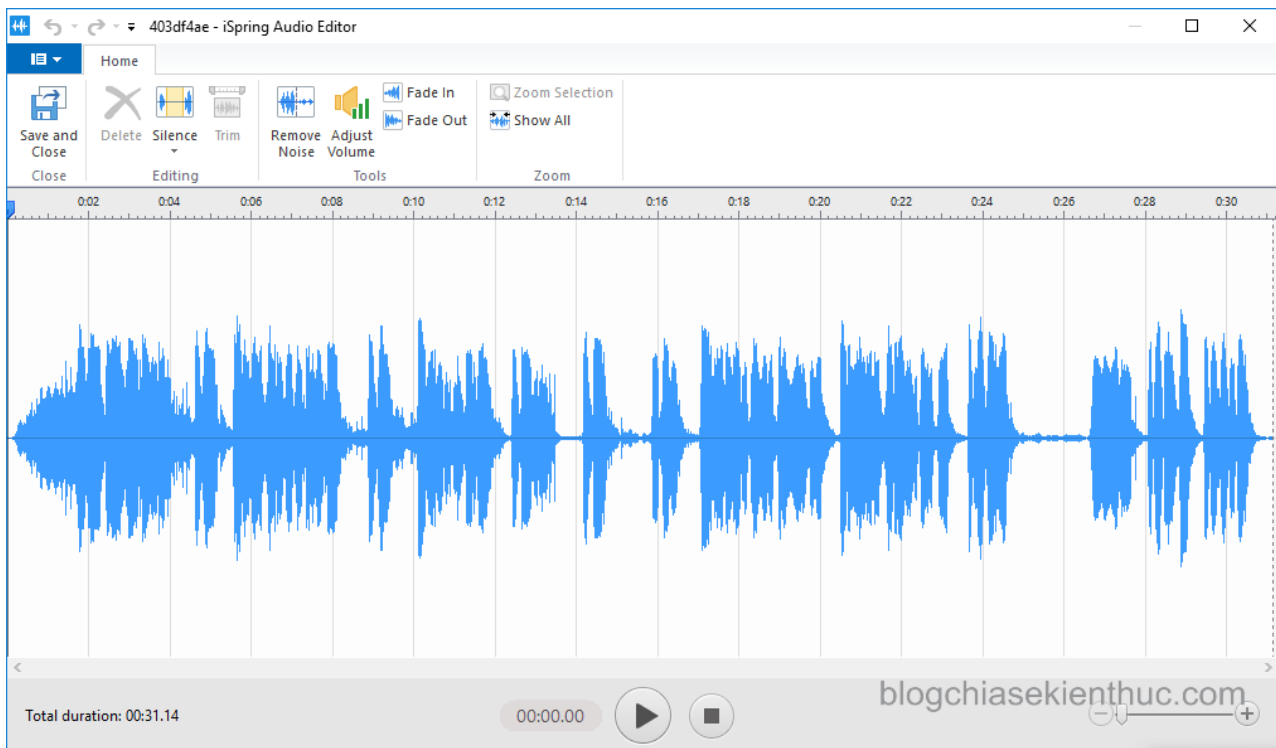 403df4ae - iSpring Audio Editor
Home
Save and Close
Delete
Silence
Trim
Remove Noise
Adjust Volume
Fade In
Fade Out
Zoom Selection
Show All
Close
Editing
Tools
Zoom
0:02 0:04 0:06 0:08 0:10 0:12 0:14 0:16 0:18 0:20 0:22 0:24 0:26 0:28 0:30
blogchiasekienthuc.com
Total duration: 00:31.14
00:00.00